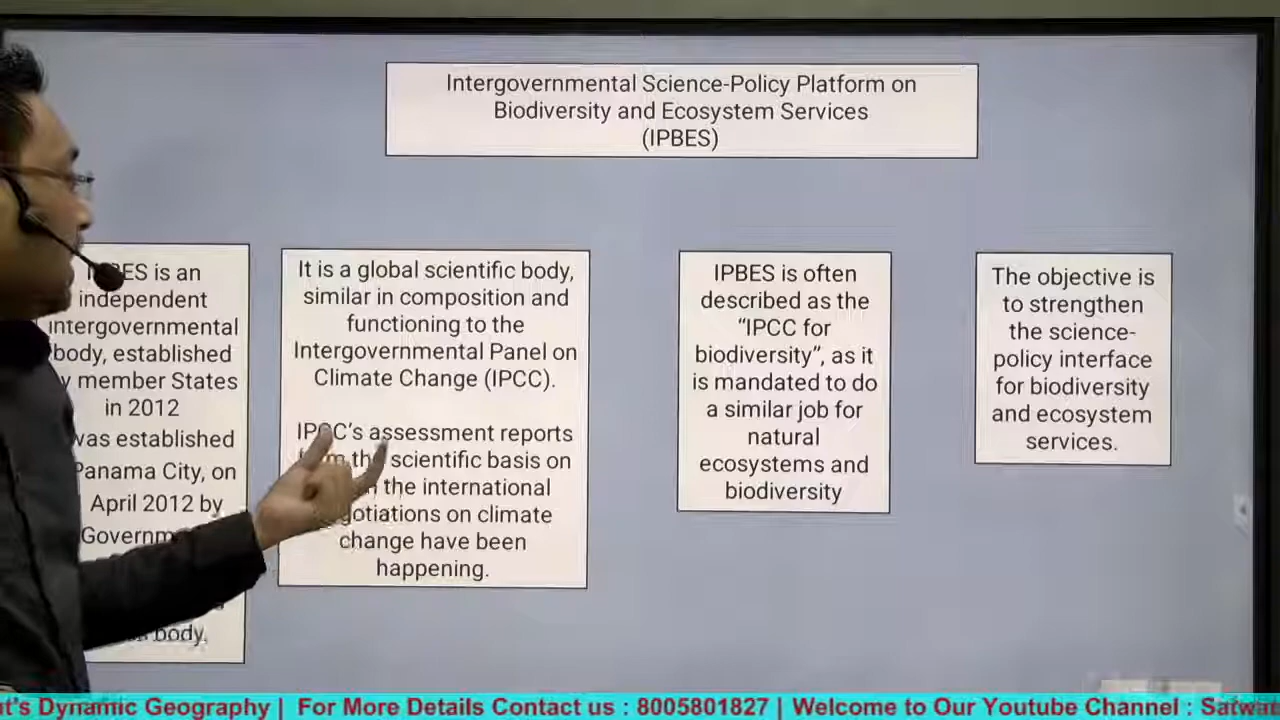 Intergovernmental Science-Policy Platform on
Biodiversity and Ecosystem Services
(IPBES)
is an
independent
intergovernmental
body, established
member States
in 2012
was established
Panama City, on
April 2012 by
body.
It is a global scientific body,
similar in composition and
functioning to the
Intergovernmental Panel on
Climate Change (IPCC).
IPCC's assessment reports
the scientific basis on
the international
change have been
happening.
IPBES is often
described as the
“IPCC for
biodiversity”, as it
is mandated to do
a similar job for
natural
ecosystems and
biodiversity
The objective is
to strengthen
the science-
policy interface
for biodiversity
and ecosystem
services.
Dynamic Geography | For More Details Contact us : 8005801827 | Welcome to Our Youtube Channel :